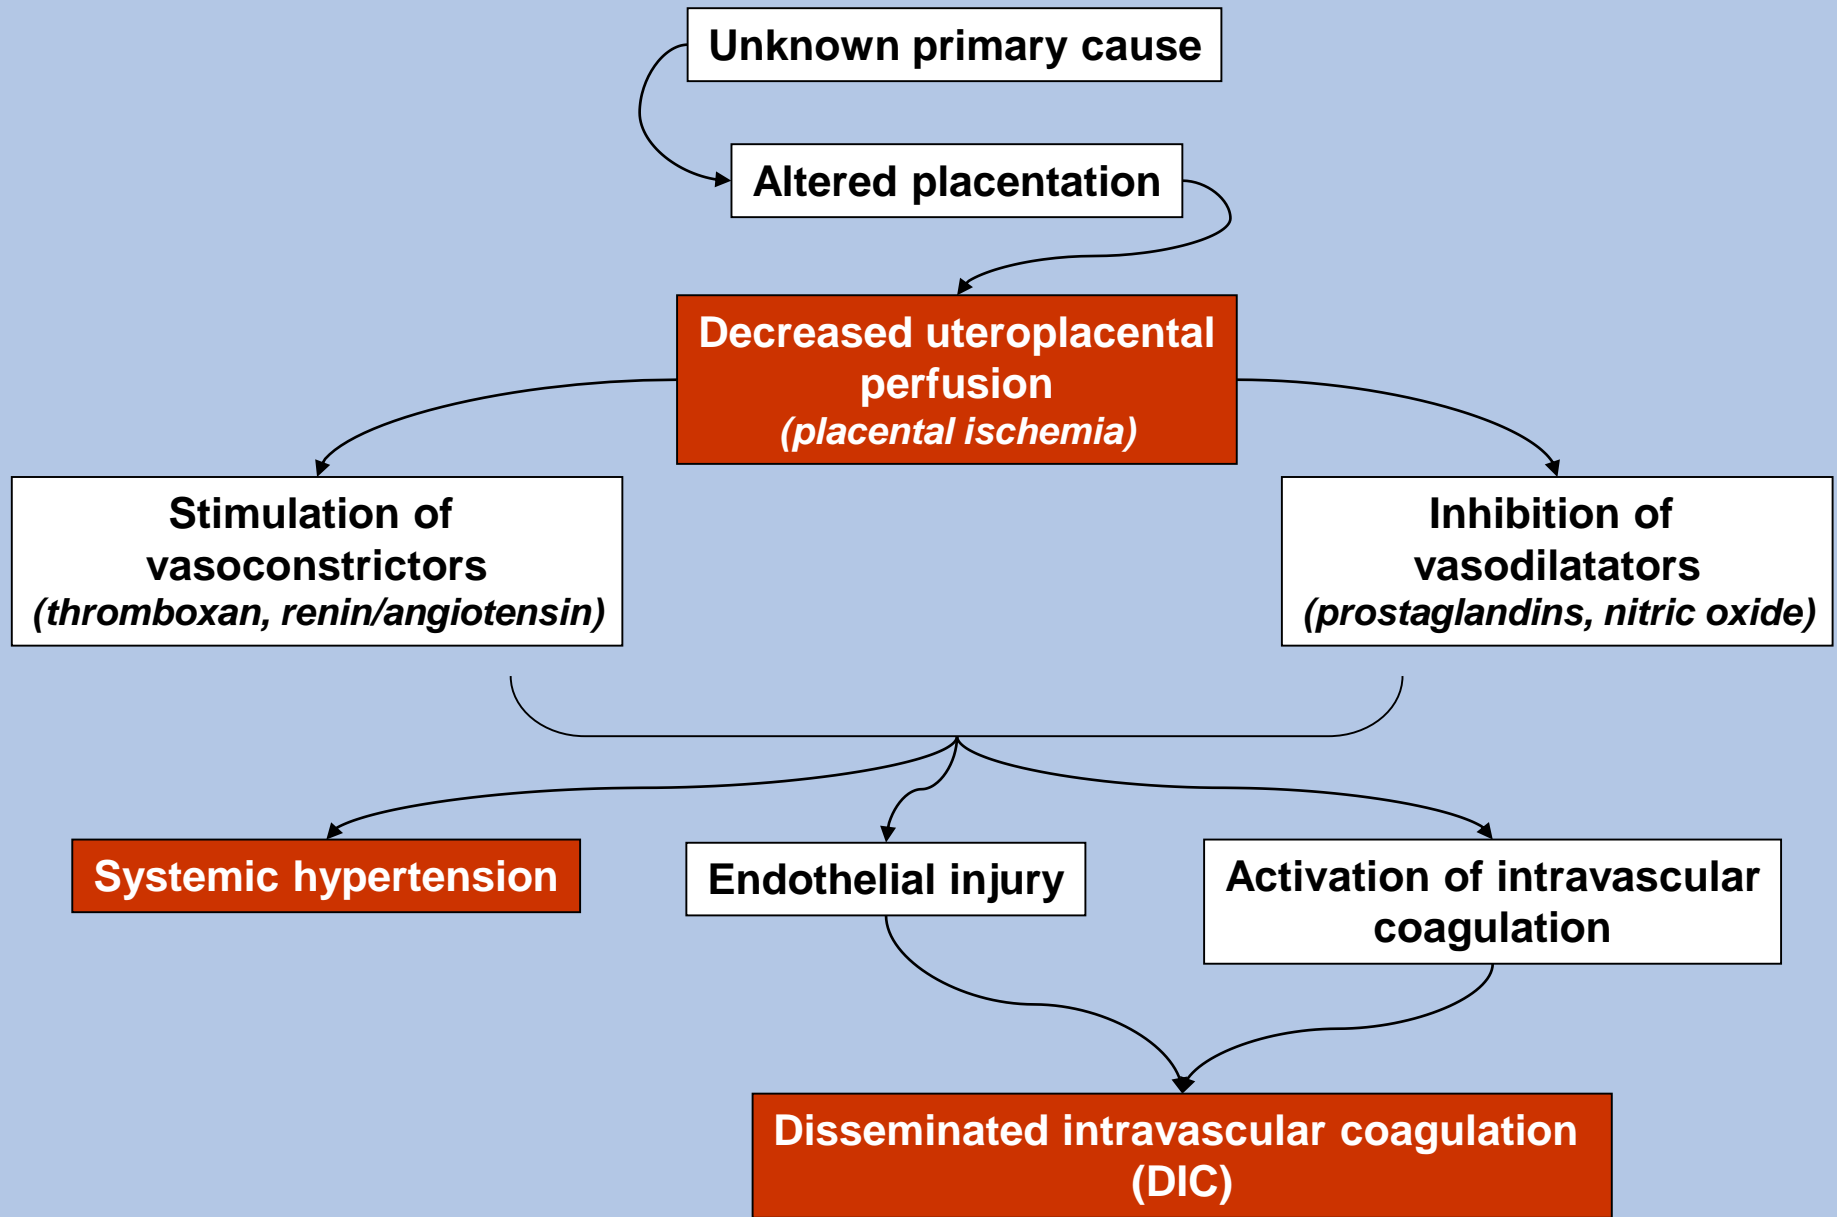 Unknown primary cause
Altered placentation
Decreased uteroplacental
perfusion
(placental ischemia)
Stimulation of
vasoconstrictors
(thromboxan, renin/angiotensin)
Inhibition of
vasodilatators
(prostaglandins, nitric oxide)
Systemic hypertension
Endothelial injury
Activation of intravascular
coagulation
Disseminated intravascular coagulation
(DIC)